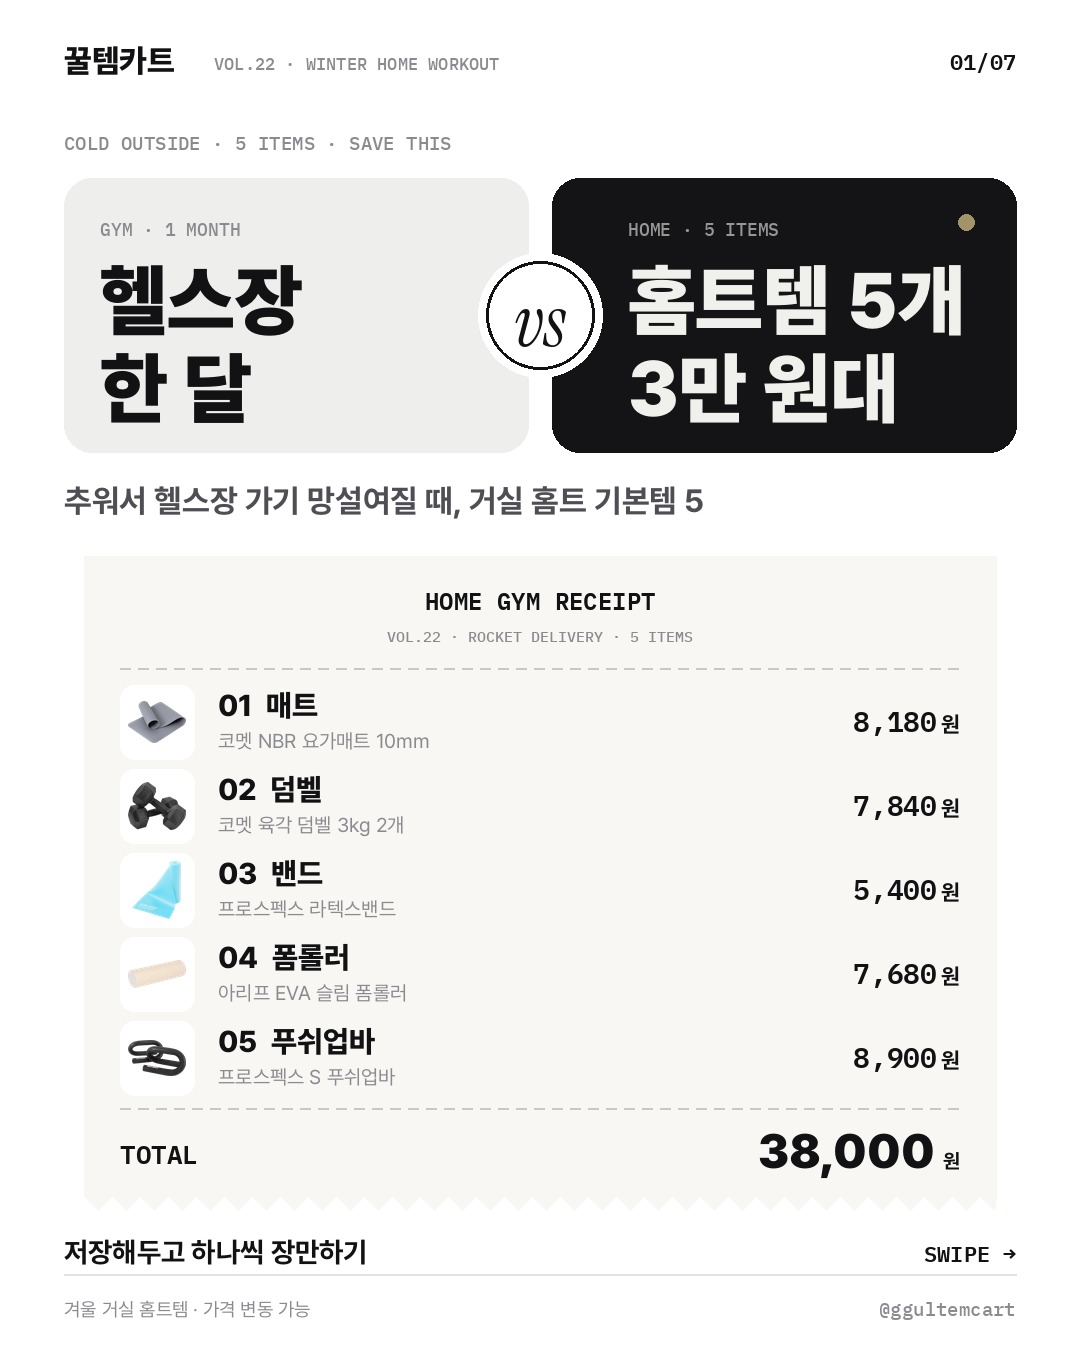 꿀템카트
VOL.22 · WINTER HOME WORKOUT
01/07
COLD OUTSIDE · 5 ITEMS · SAVE THIS
GYM · 1 MONTH
헬스장
한 달
vs
HOME · 5 ITEMS
홈트템 5개
3만 원대
추워서 헬스장 가기 망설여질 때, 거실 홈트 기본템 5
HOME GYM RECEIPT
VOL.22 · ROCKET DELIVERY · 5 ITEMS
01 매트
코멧 NBR 요가매트 10mm
8,180원
02 덤벨
코멧 육각 덤벨 3kg 2개
7,840원
03 밴드
프로스펙스 라텍스밴드
5,400원
04 폼롤러
아리프 EVA 슬림 폼롤러
7,680원
05 푸쉬업바
프로스펙스 S 푸쉬업바
8,900원
TOTAL
38,000 원
저장해두고 하나씩 장만하기
SWIPE →
겨울 거실 홈트템 · 가격 변동 가능
@ggultemcart